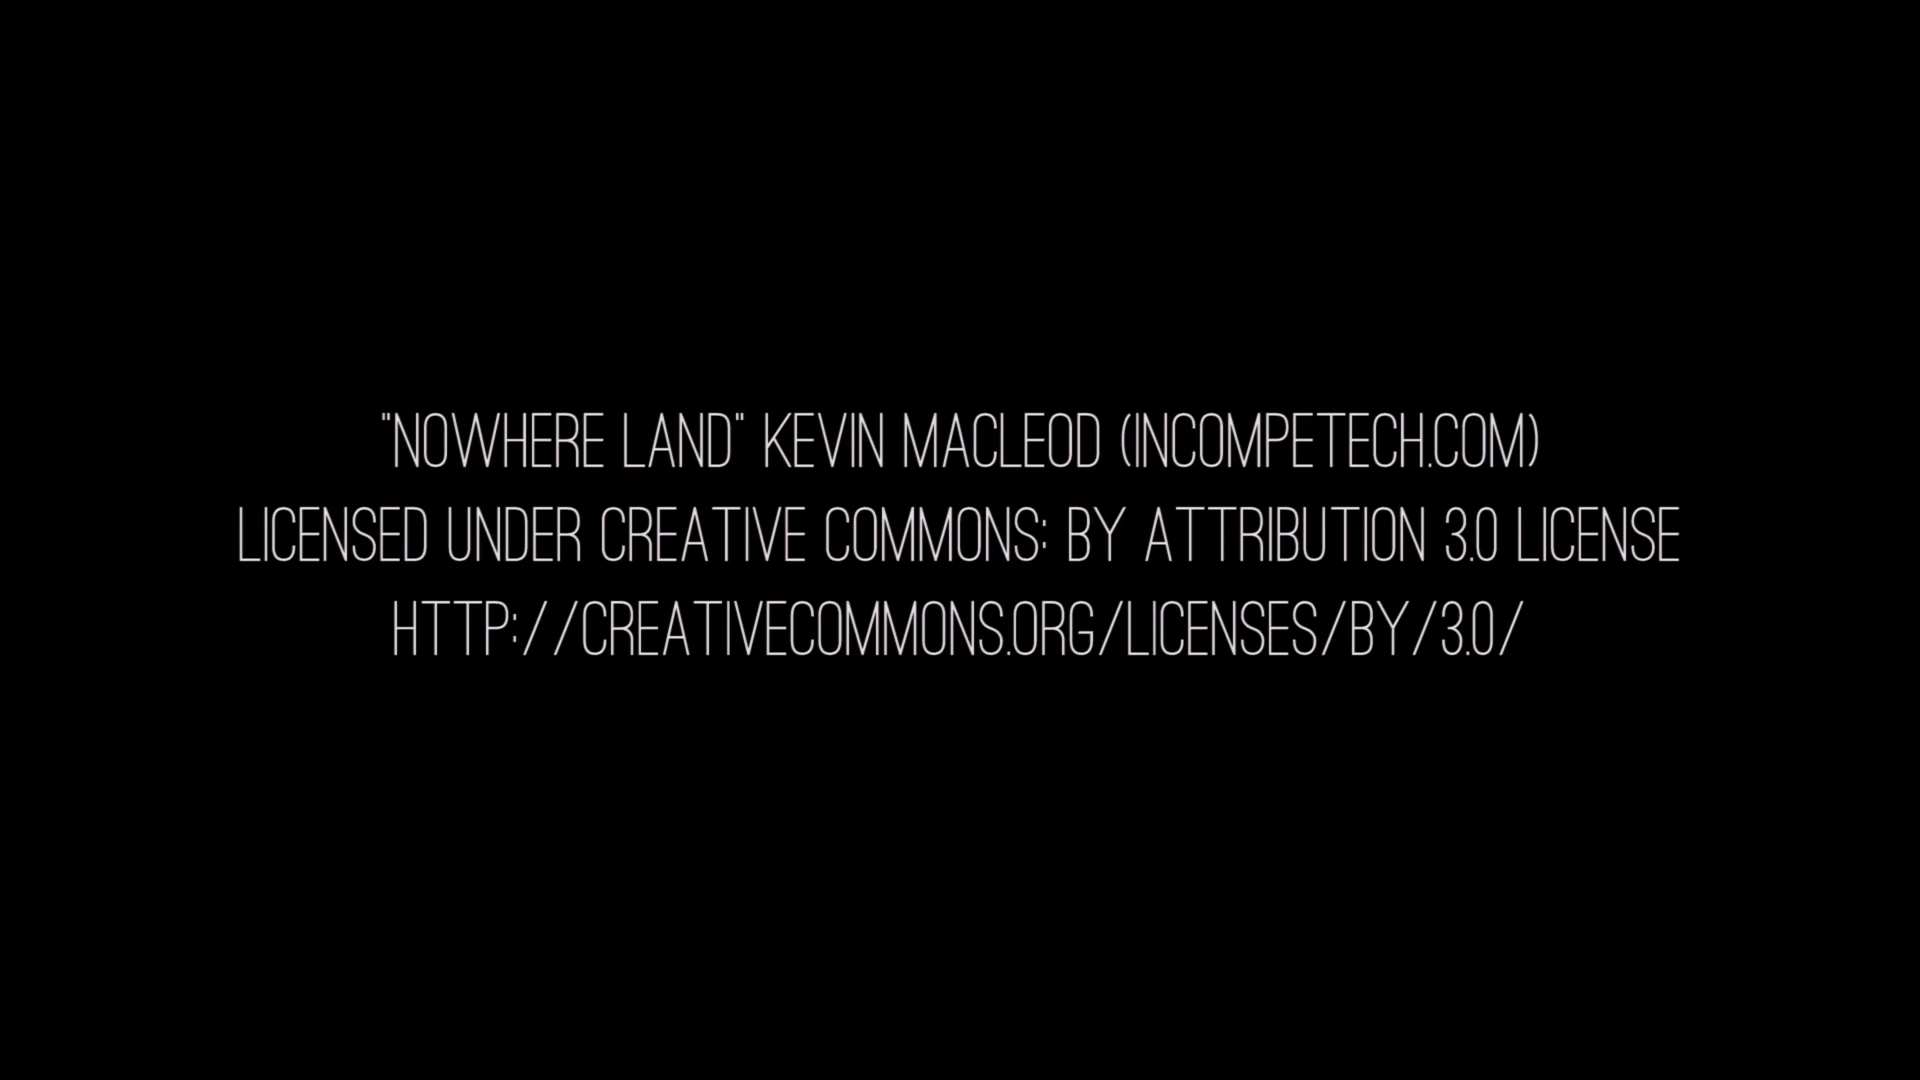 "NOWHERE LAND" KEVIN MACLEOD (INCOMPETECH.COM)
LICENSED UNDER CREATIVE COMMONS: BY ATTRIBUTION 3.0 LICENSE
HTTP://CREATIVECOMMONS.ORG/LICENSES/BY/3.0/